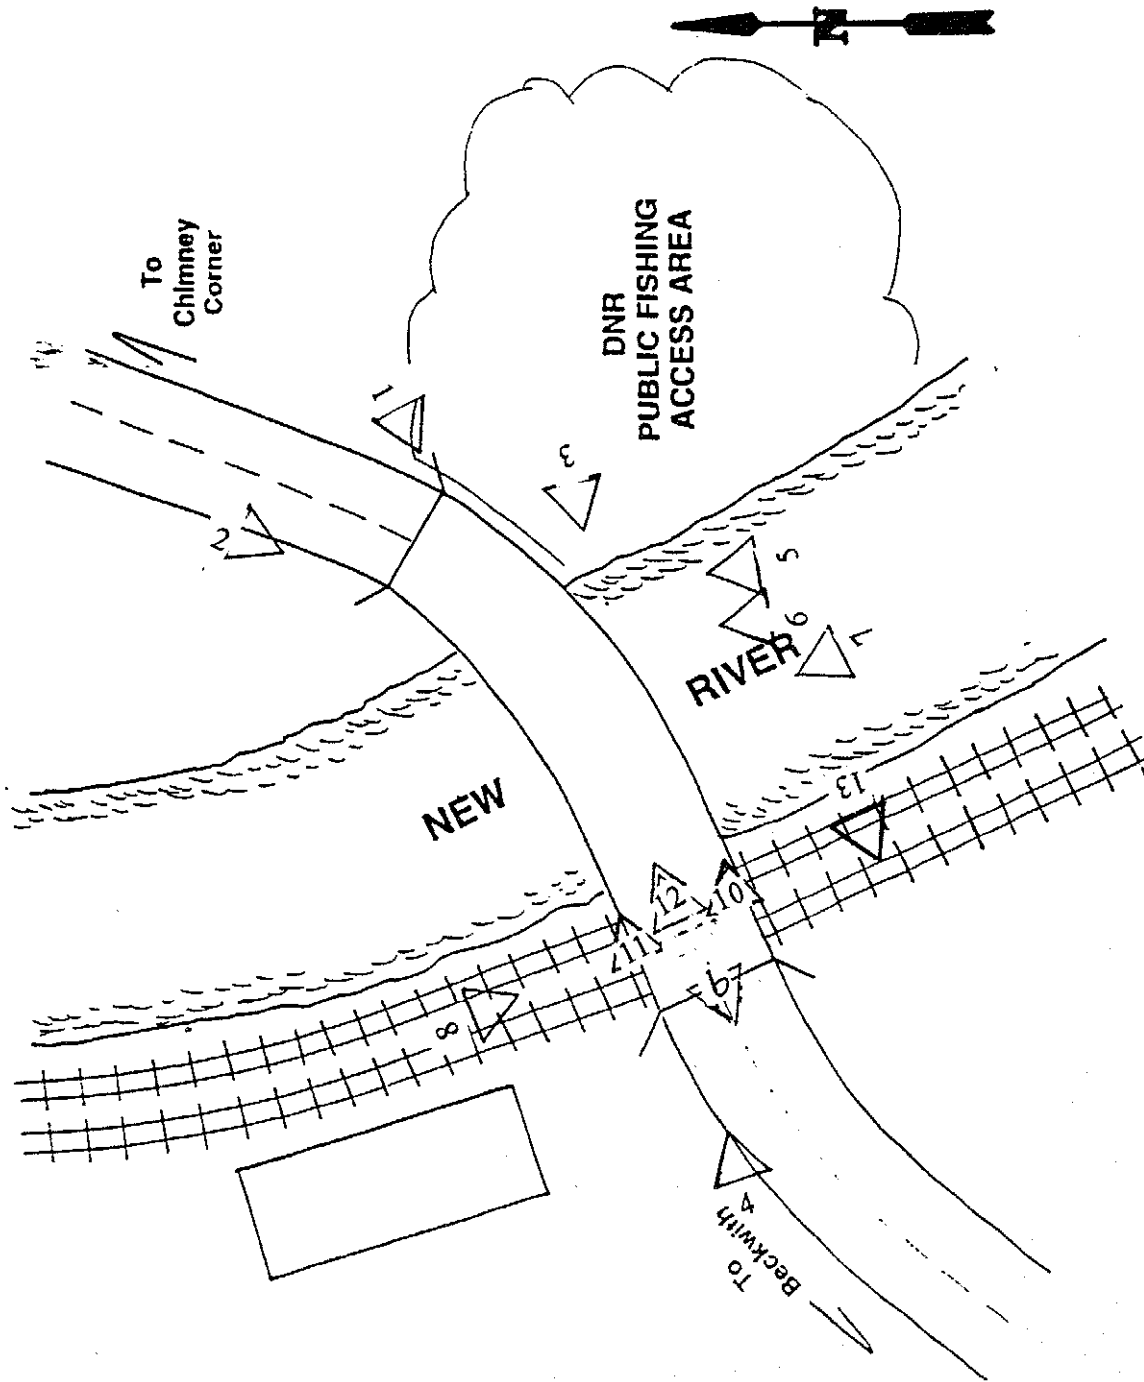 N
To
Chimney
Corner
DNR
PUBLIC FISHING
ACCESS AREA
1
2
3
5
6
7
NEW
RIVER
8
13
12
10
11
9
4
To
Beckwith